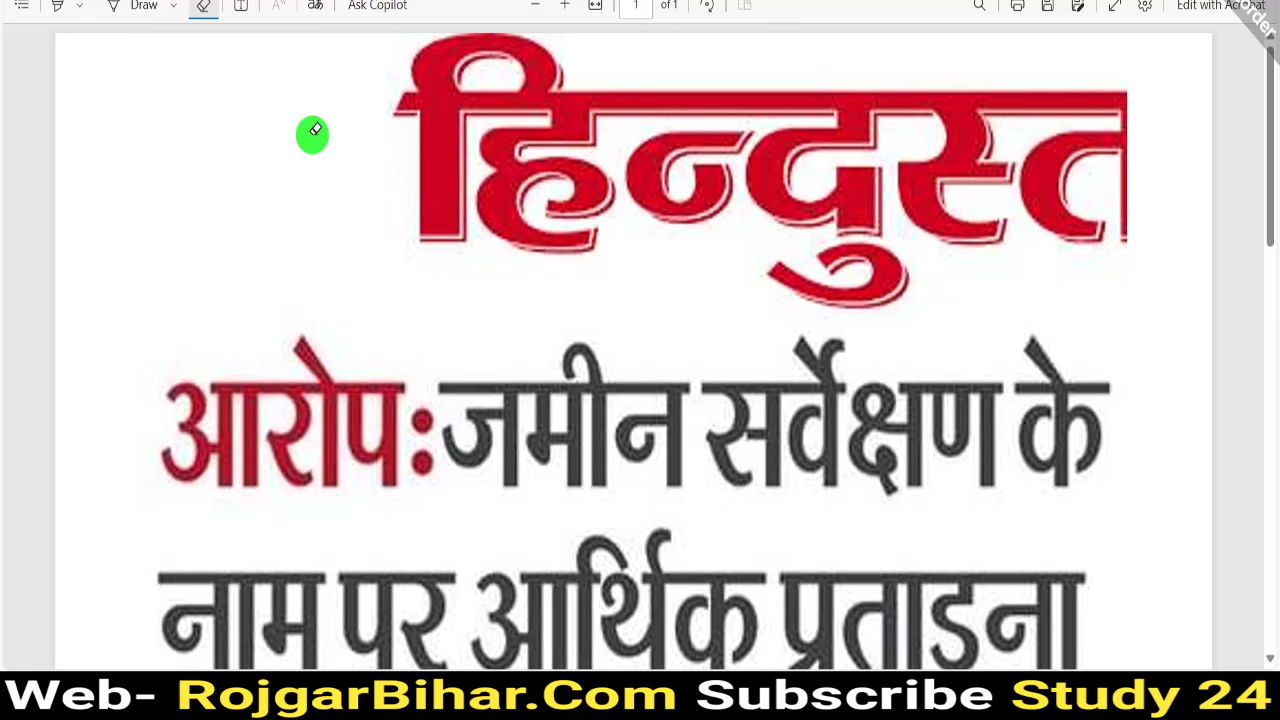 Draw
Ask Copilot
1 of 1
Edit with Acrobat
order
हिन्दुस्त
आरोप:जमीन सर्वेक्षण के
नाम पर आर्थिक प्रताडना
Web- RojgarBihar.Com Subscribe Study 24